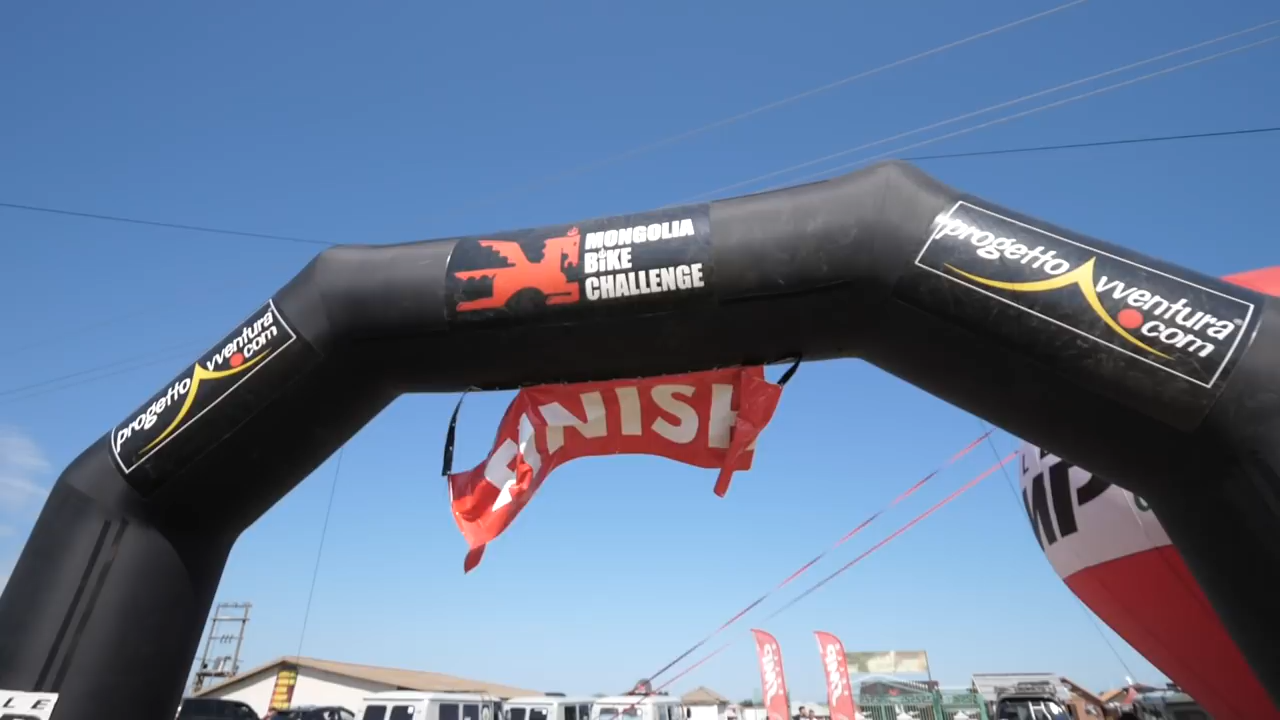 MONGOLIA
BIKE
CHALLENGE
progetto
vventura
.com
progetto
vventura
.com
FINISH